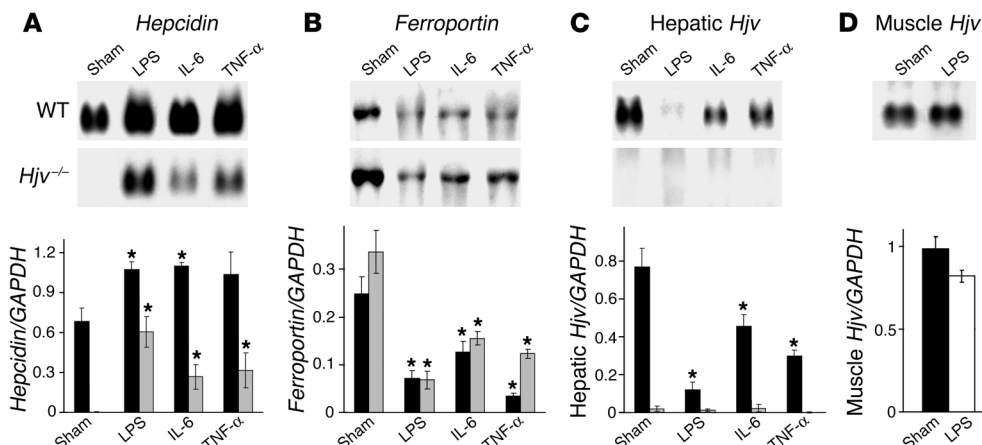 A Hepcidin
Sham LPS IL-6 TNF-α
WT
Hjv–/–
Hepcidin/GAPDH
1.2
0.9
0.6
0.3
0
* * * * *
Sham LPS IL-6 TNF-α
B Ferroportin
Sham LPS IL-6 TNF-α
Ferroportin/GAPDH
0.3
0.2
0.1
0
* * * * * *
Sham LPS IL-6 TNF-α
C Hepatic Hjv
Sham LPS IL-6 TNF-α
Hepatic Hjv/GAPDH
0.8
0.6
0.4
0.2
0
* * *
Sham LPS IL-6 TNF-α
D Muscle Hjv
Sham LPS
Muscle Hjv/GAPDH
1
0.5
0
Sham LPS